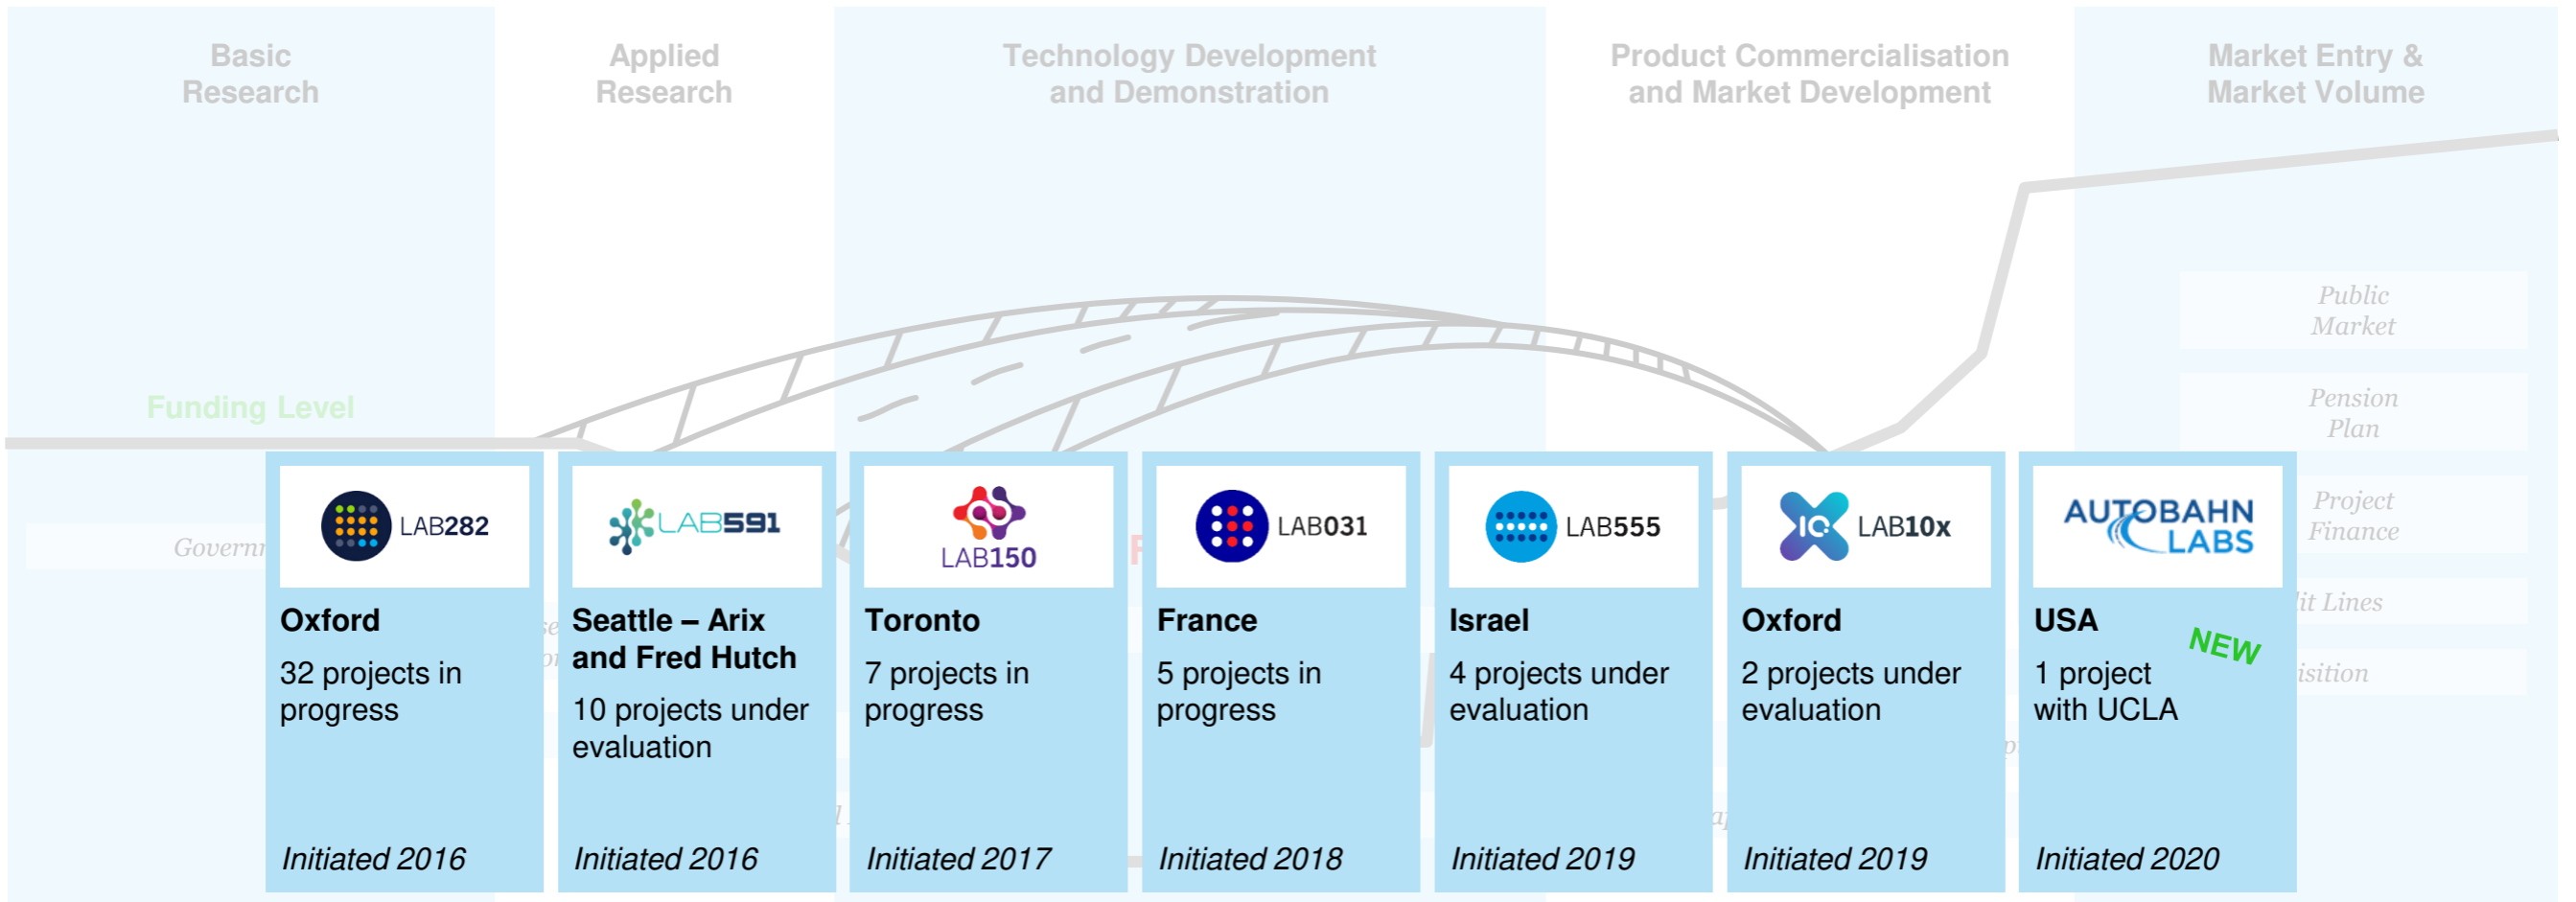 Basic
Research
Applied
Research
Technology Development
and Demonstration
Product Commercialisation
and Market Development
Market Entry &
Market Volume
Funding Level
Public
Market
Pension
Plan
Project
Finance
Lines
LAB282
Oxford
32 projects in
progress
Initiated 2016
LAB591
Seattle – Arix
and Fred Hutch
10 projects under
evaluation
Initiated 2016
LAB150
Toronto
7 projects in
progress
Initiated 2017
LAB031
France
5 projects in
progress
Initiated 2018
LAB555
Israel
4 projects under
evaluation
Initiated 2019
IQ
LAB10x
Oxford
2 projects under
evaluation
Initiated 2019
AUTOBAHN
LABS
USA
NEW
1 project
with UCLA
Initiated 2020